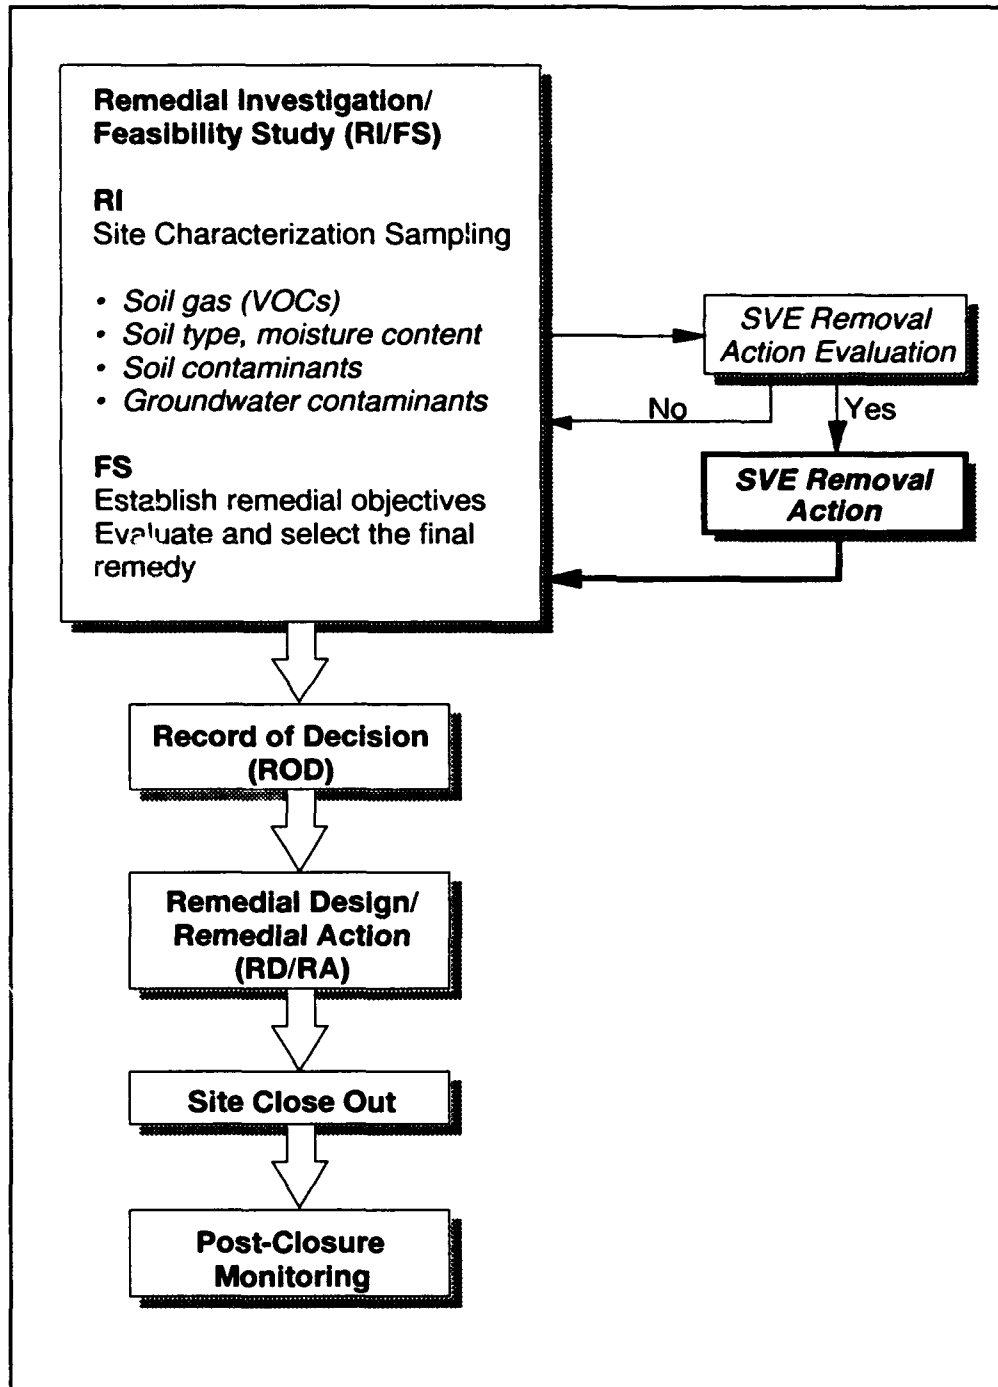 Remedial Investigation/
Feasibility Study (RI/FS)
RI
Site Characterization Sampling
• Soil gas (VOCs)
• Soil type, moisture content
• Soil contaminants
• Groundwater contaminants
FS
Establish remedial objectives
Evaluate and select the final
remedy
SVE Removal
Action Evaluation
No
Yes
SVE Removal
Action
Record of Decision
(ROD)
Remedial Design/
Remedial Action
(RD/RA)
Site Close Out
Post-Closure
Monitoring